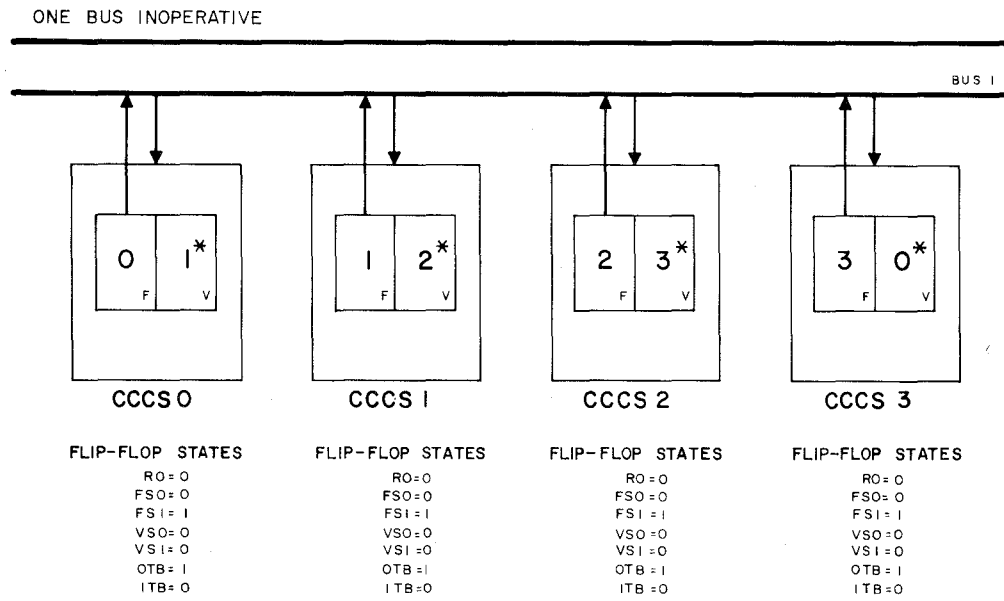 ONE BUS INOPERATIVE
BUS 1
0 1* 1 2* 2 3* 3 0*
F V F V F V F V
CCCS 0 CCCS 1 CCCS 2 CCCS 3
FLIP-FLOP STATES FLIP-FLOP STATES FLIP-FLOP STATES FLIP-FLOP STATES
RO=0 RO=0 RO=0 RO=0
FSO=0 FSO=0 FSO=0 FSO=0
FS1=1 FS1=1 FS1=1 FS1=1
VSO=0 VSO=0 VSO=0 VSO=0
VS1=0 VS1=0 VS1=0 VS1=0
OTB=1 OTB=1 OTB=1 OTB=1
ITB=0 ITB=0 ITB=0 ITB=0